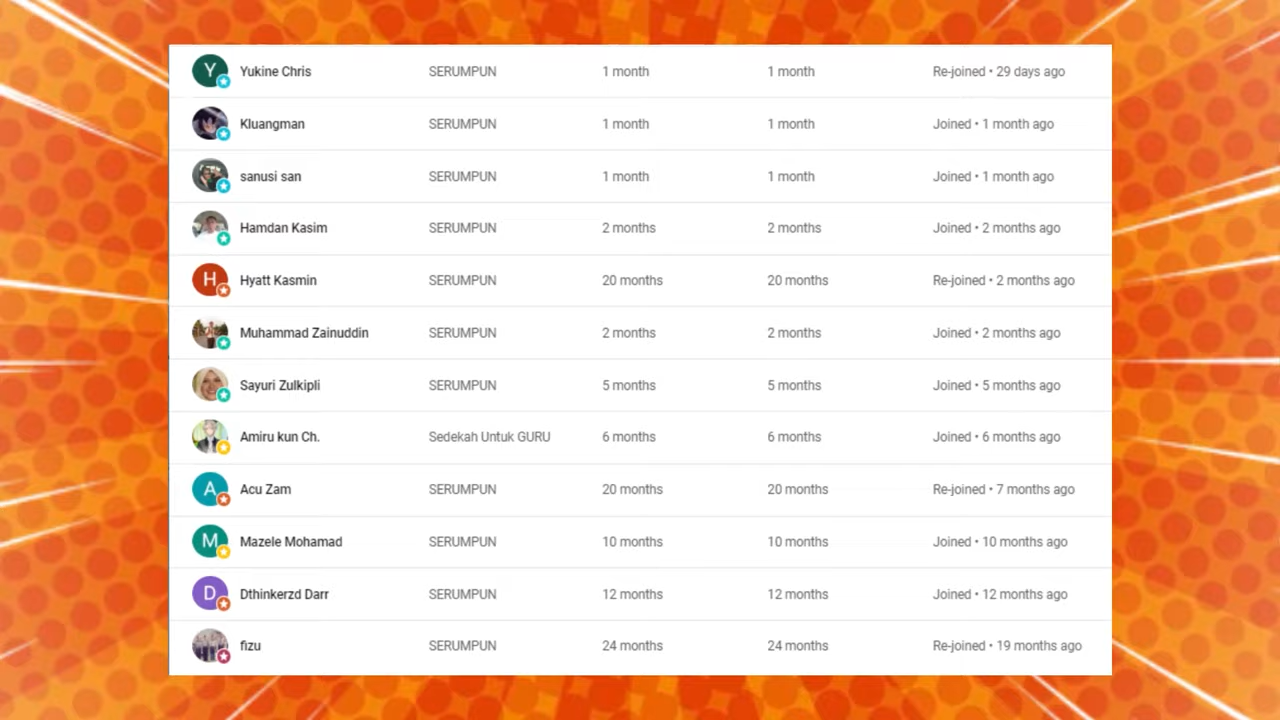 Y Yukine Chris SERUMPUN 1 month 1 month Re-joined • 29 days ago
Kluangman SERUMPUN 1 month 1 month Joined • 1 month ago
sanusi san SERUMPUN 1 month 1 month Joined • 1 month ago
Hamdan Kasim SERUMPUN 2 months 2 months Joined • 2 months ago
H Hyatt Kasmin SERUMPUN 20 months 20 months Re-joined • 2 months ago
Muhammad Zainuddin SERUMPUN 2 months 2 months Joined • 2 months ago
Sayuri Zulkipli SERUMPUN 5 months 5 months Joined • 5 months ago
Amiru kun Ch. Sedekah Untuk GURU 6 months 6 months Joined • 6 months ago
A Acu Zam SERUMPUN 20 months 20 months Re-joined • 7 months ago
M Mazele Mohamad SERUMPUN 10 months 10 months Joined • 10 months ago
D Dthinkerzd Darr SERUMPUN 12 months 12 months Joined • 12 months ago
fizu SERUMPUN 24 months 24 months Re-joined • 19 months ago